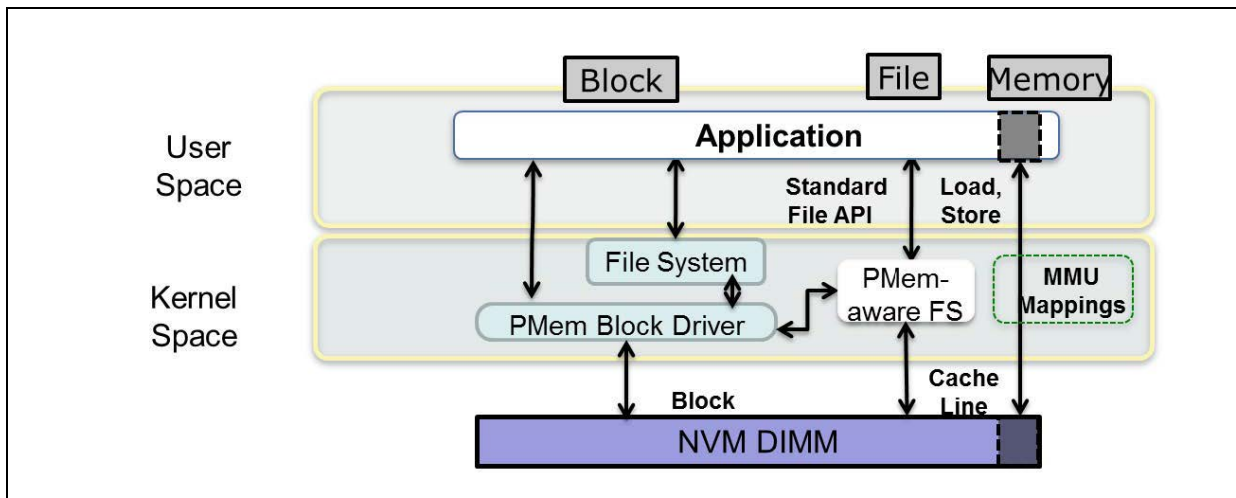 Block
File
Memory
User
Space
Application
Standard
File API
Load,
Store
Kernel
Space
File System
PMem Block Driver
PMem-
aware FS
MMU
Mappings
Block
Cache
Line
NVM DIMM